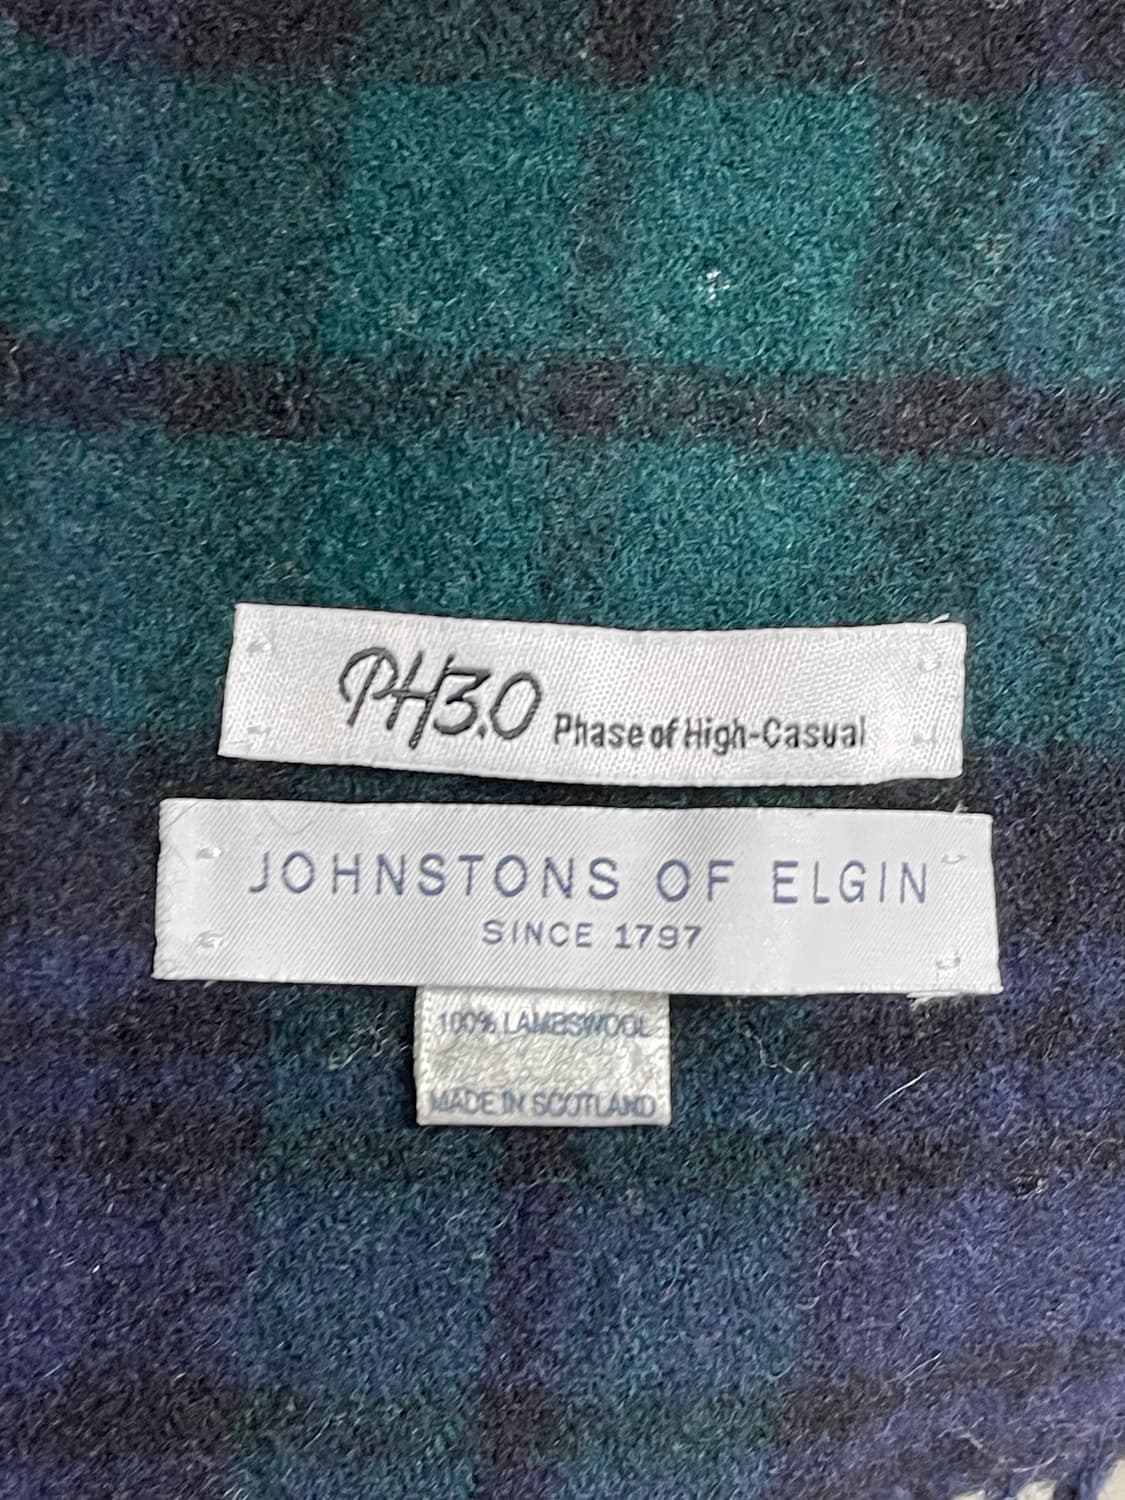 PH3.0 Phase of High-Casual
JOHNSTONS OF ELGIN
SINCE 1797
100% LAMBSWOOL
MADE IN SCOTLAND